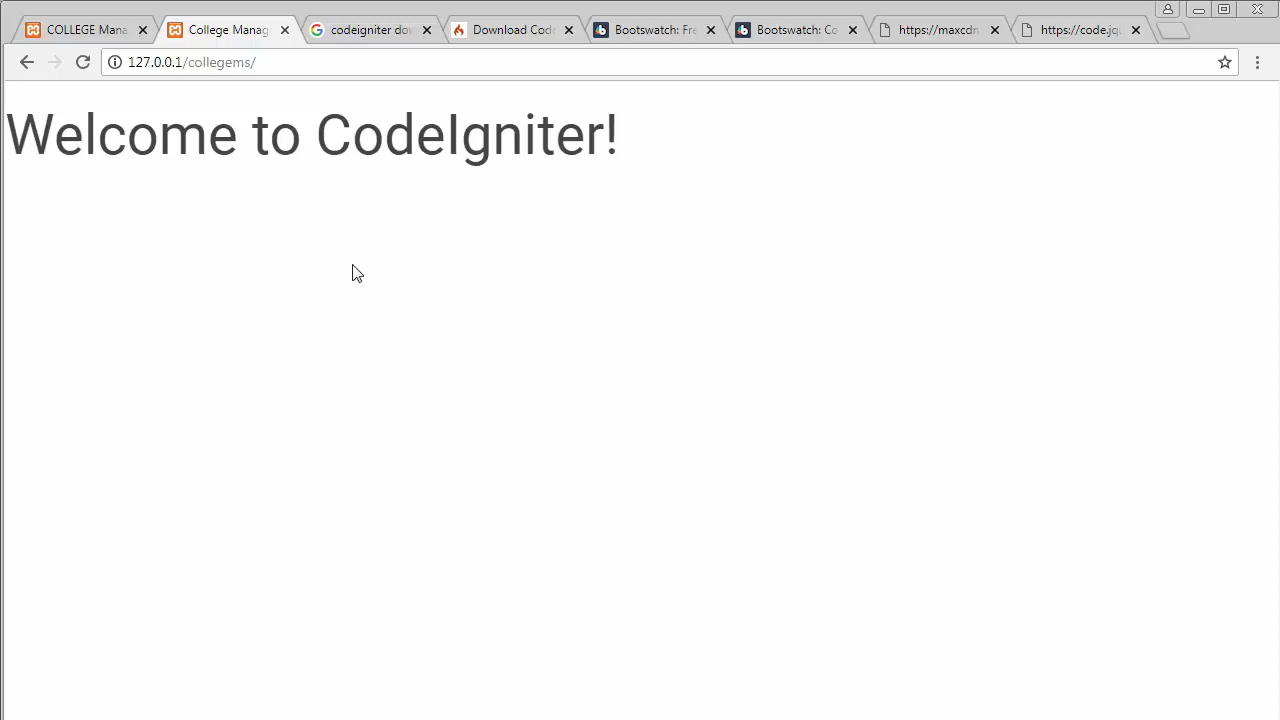 COLLEGE Mana
College Manag
codeigniter do
Download Cod
Bootswatch: Fre
Bootswatch: Co
https://maxcdn
https://code.jqu
127.0.0.1/collegems/
Welcome to CodeIgniter!